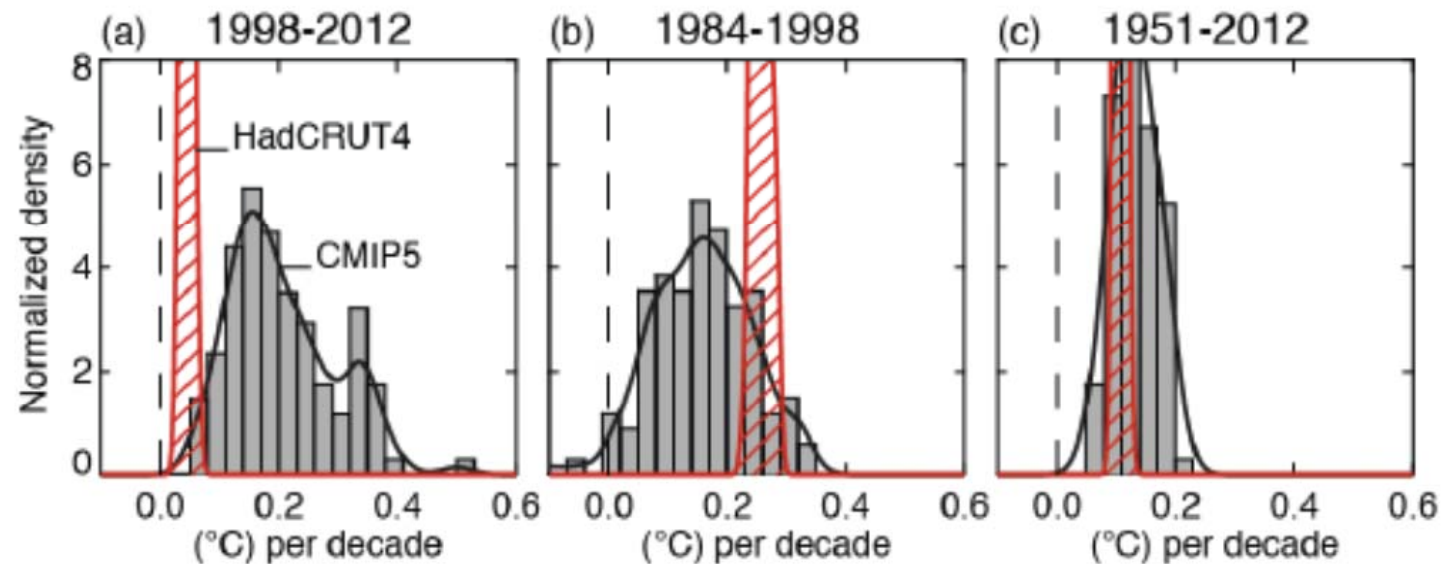 (a) 1998-2012
(b) 1984-1998
(c) 1951-2012
Normalized density
8
6
4
2
0
HadCRUT4
CMIP5
0.0 0.2 0.4 0.6
0.0 0.2 0.4 0.6
0.0 0.2 0.4 0.6
(°C) per decade
(°C) per decade
(°C) per decade